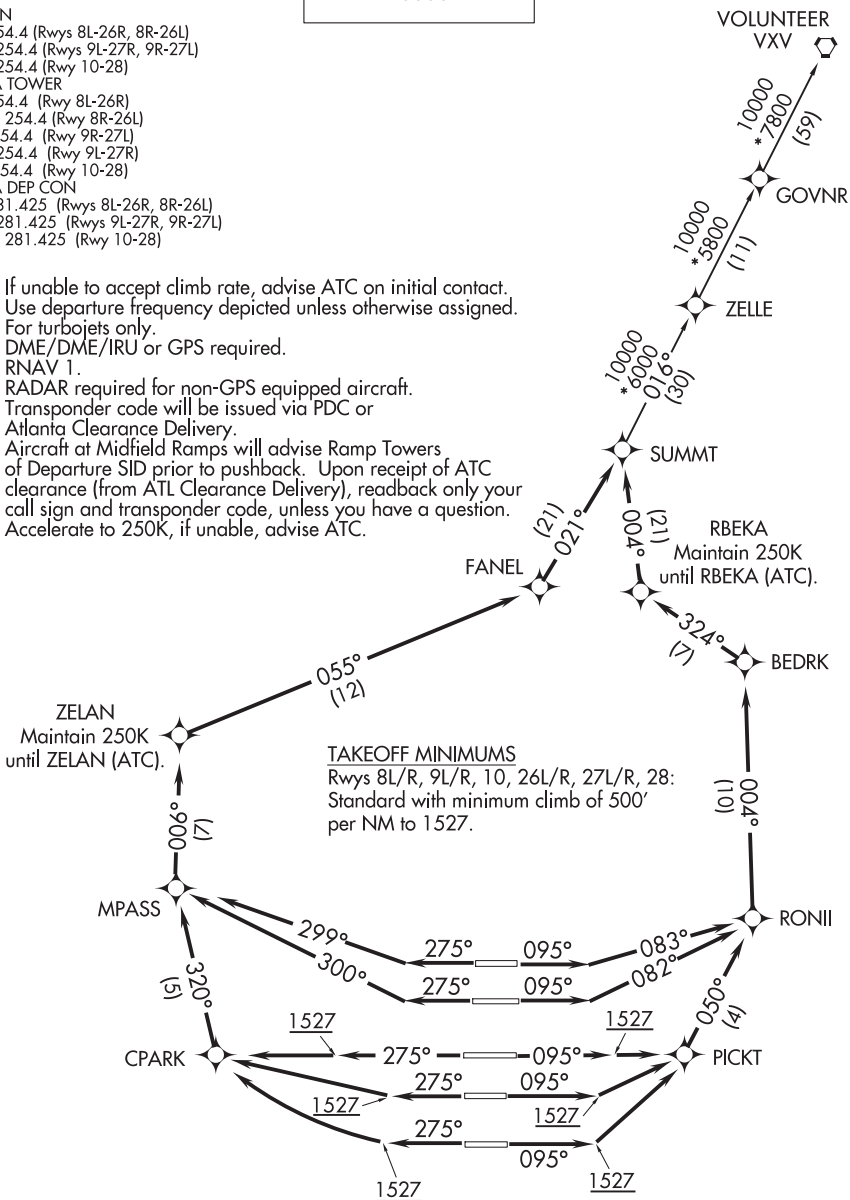 54.4 (Rwys 8L-26R, 8R-26L)
254.4 (Rwys 9L-27R, 9R-27L)
254.4 (Rwy 10-28)
TOWER
54.4 (Rwy 8L-26R)
254.4 (Rwy 8R-26L)
54.4 (Rwy 9R-27L)
254.4 (Rwy 9L-27R)
54.4 (Rwy 10-28)
DEP CON
81.425 (Rwys 8L-26R, 8R-26L)
281.425 (Rwys 9L-27R, 9R-27L)
281.425 (Rwy 10-28)
VOLUNTEER
VXV
10000
*7800
(59)
GOVNR
10000
*5800
(11)
ZELLE
10000
*6000
016°
(30)
SUMMT
If unable to accept climb rate, advise ATC on initial contact.
Use departure frequency depicted unless otherwise assigned.
For turbojets only.
DME/DME/IRU or GPS required.
RNAV 1.
RADAR required for non-GPS equipped aircraft.
Transponder code will be issued via PDC or
Atlanta Clearance Delivery.
Aircraft at Midfield Ramps will advise Ramp Towers
of Departure SID prior to pushback. Upon receipt of ATC
clearance (from ATL Clearance Delivery), readback only your
call sign and transponder code, unless you have a question.
Accelerate to 250K, if unable, advise ATC.
(21)
021°
(21)
004°
RBEKA
Maintain 250K
until RBEKA (ATC).
FANEL
324°
(7)
BEDRK
055°
(12)
ZELAN
Maintain 250K
until ZELAN (ATC).
TAKEOFF MINIMUMS
Rwys 8L/R, 9L/R, 10, 26L/R, 27L/R, 28:
Standard with minimum climb of 500'
per NM to 1527.
006°
(7)
004°
(10)
MPASS
RONII
299°
275°
095°
083°
300°
275°
095°
082°
320°
(5)
050°
(4)
1527
1527
CPARK
275°
095°
PICKT
275°
095°
1527
1527
275°
095°
1527
1527